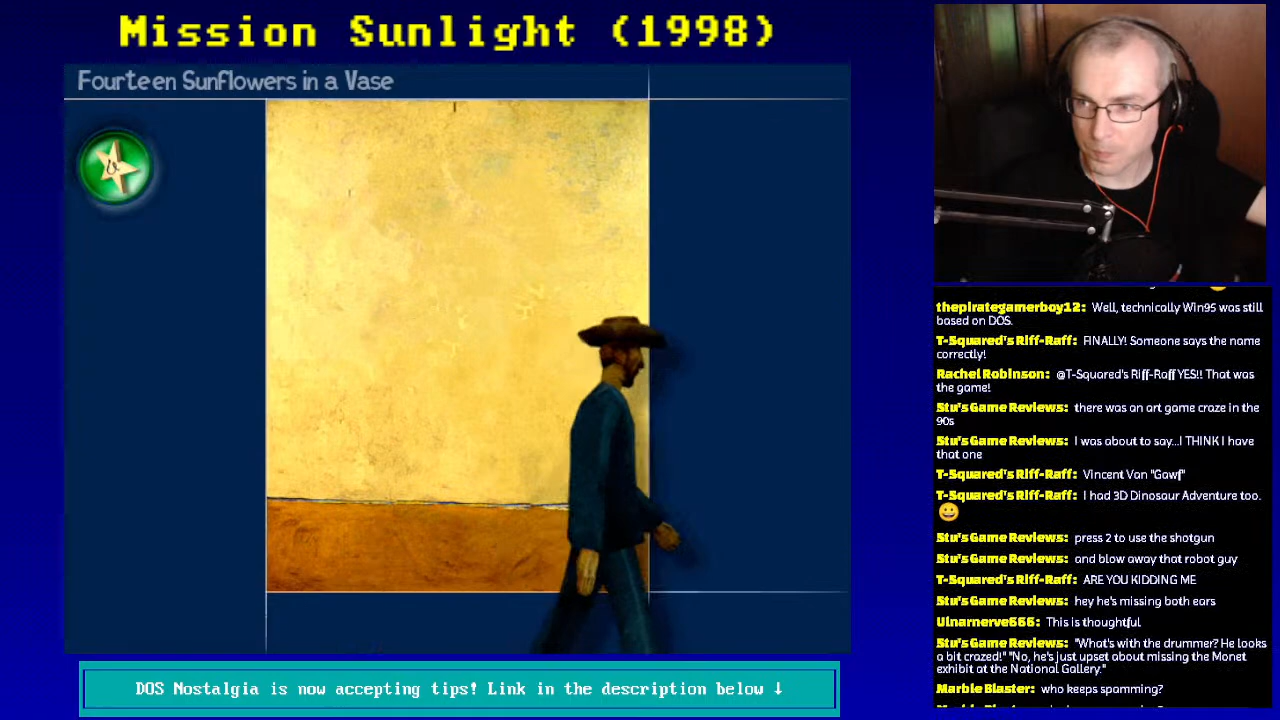 Mission Sunlight (1998)
Fourteen Sunflowers in a Vase
thepirategamerboy12: Well, technically Win95 was still
based on DOS.
T-Squared's Riff-Raff: FINALLY! Someone says the name
correctly!
Rachel Robinson: @T-Squared's Riff-Raff YES!! That was
the game!
Stu's Game Reviews: there was an art game craze in the
90s
Stu's Game Reviews: I was about to say...I THINK I have
that one
T-Squared's Riff-Raff: Vincent Van "Gawf"
T-Squared's Riff-Raff: I had 3D Dinosaur Adventure too.
Stu's Game Reviews: press 2 to use the shotgun
Stu's Game Reviews: and blow away that robot guy
T-Squared's Riff-Raff: ARE YOU KIDDING ME
Stu's Game Reviews: hey he's missing both ears
Ulnarnerve666: This is thoughtful
Stu's Game Reviews: "What's with the drummer? He looks
a bit crazed!" "No, he's just upset about missing the Monet
exhibit at the National Gallery."
Marble Blaster: who keeps spamming?
DOS Nostalgia is now accepting tips! Link in the description below ↓